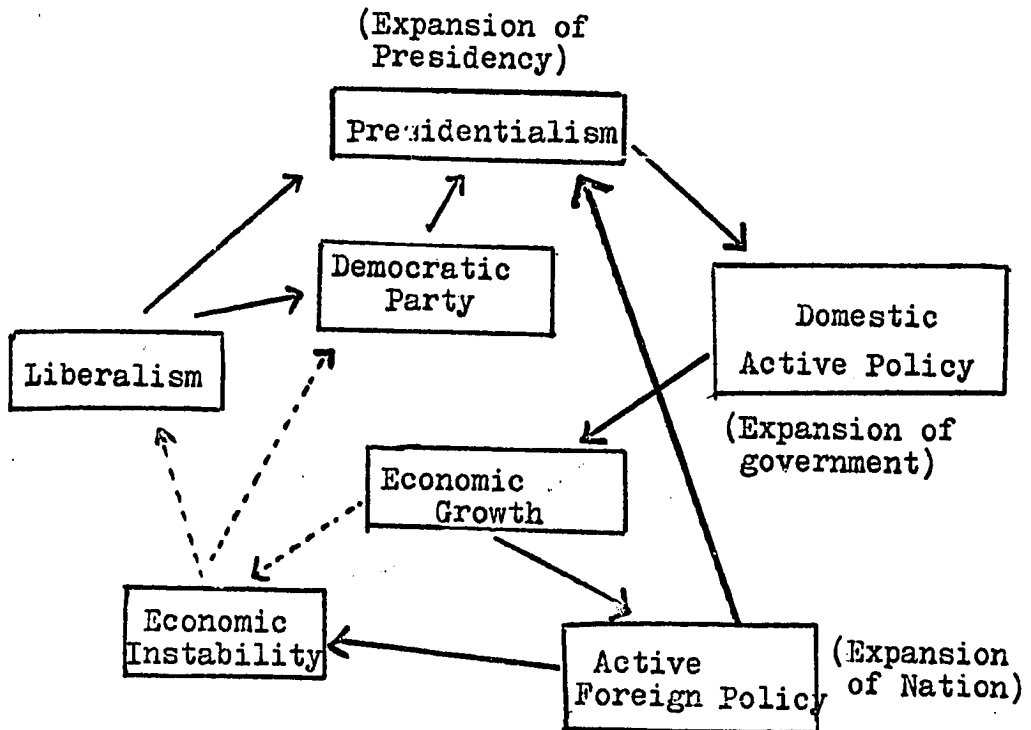 (Expansion of
Presidency)
Presidentialism
Democratic
Party
Domestic
Active Policy
Liberalism
(Expansion of
government)
Economic
Growth
Economic
Instability
Active
Foreign Policy
(Expansion
of Nation)